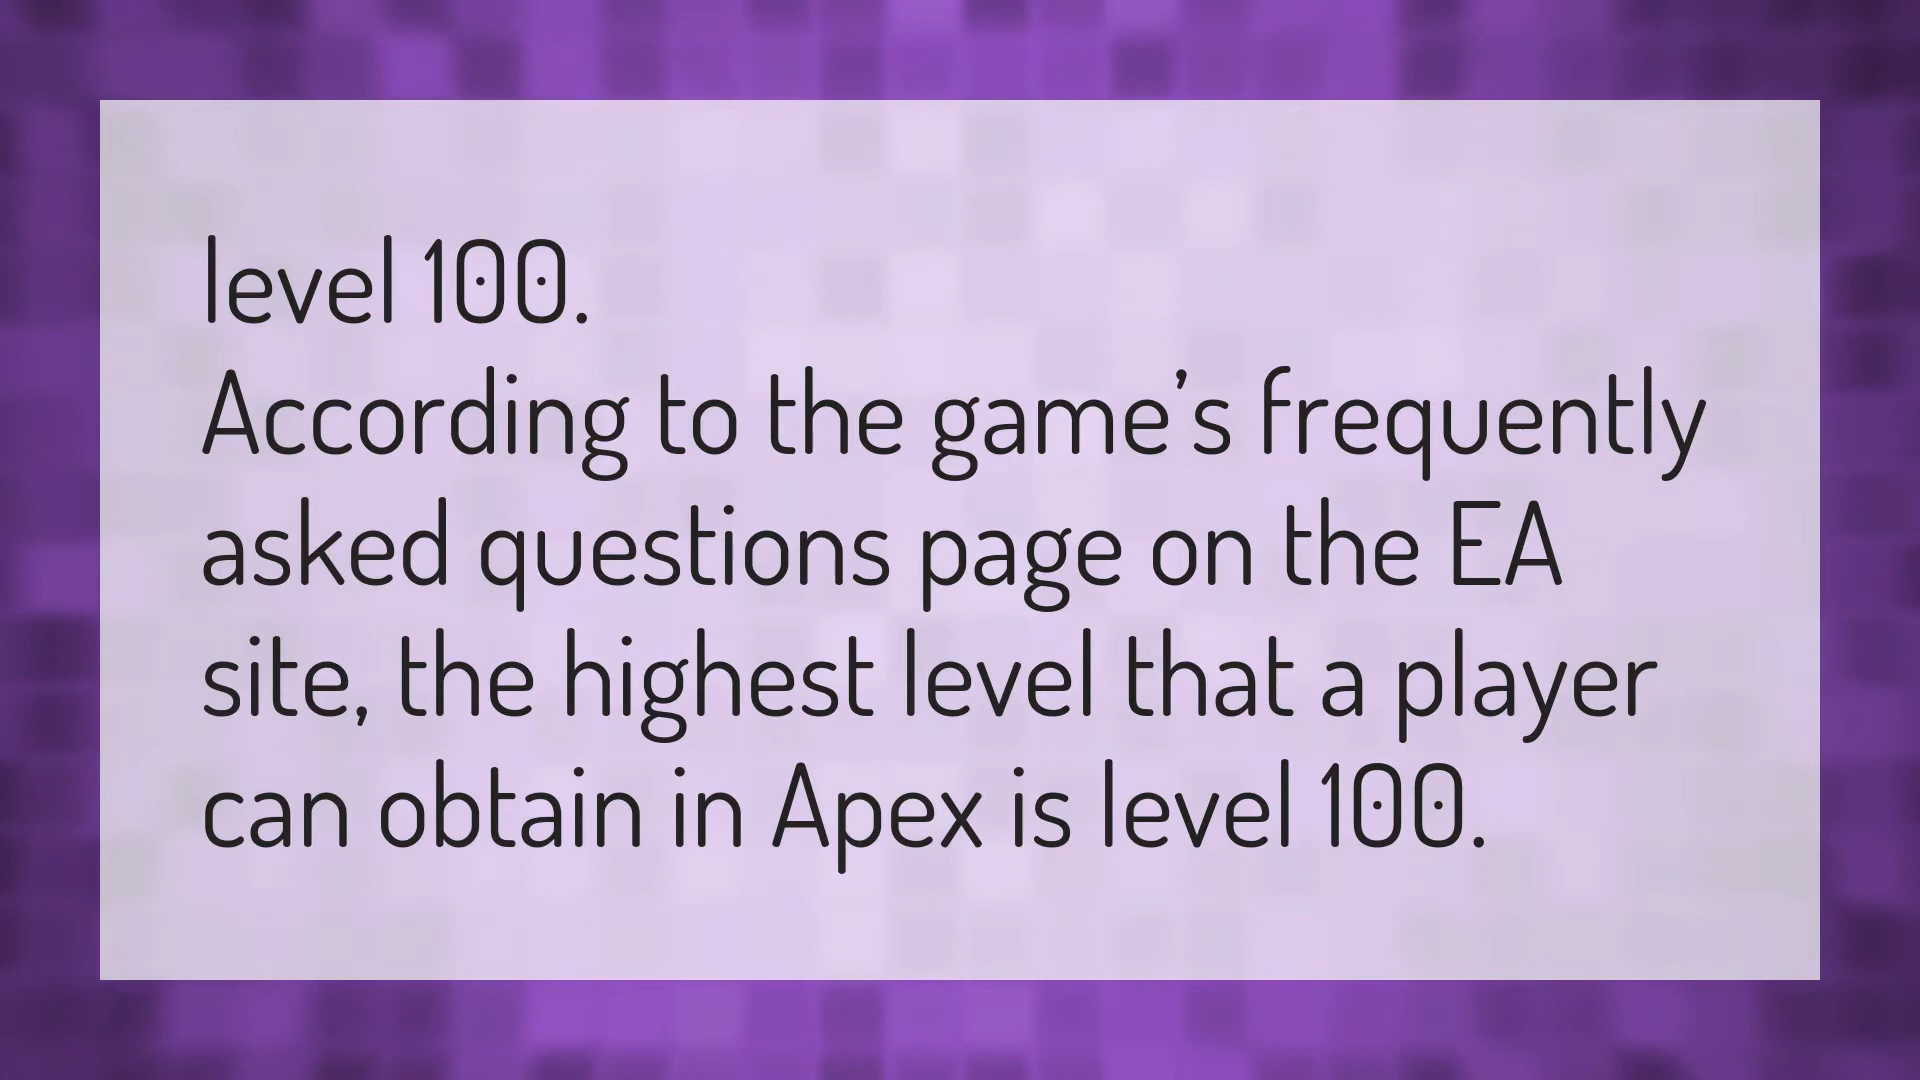 level 100.
According to the game's frequently
asked questions page on the EA
site, the highest level that a player
can obtain in Apex is level 100.